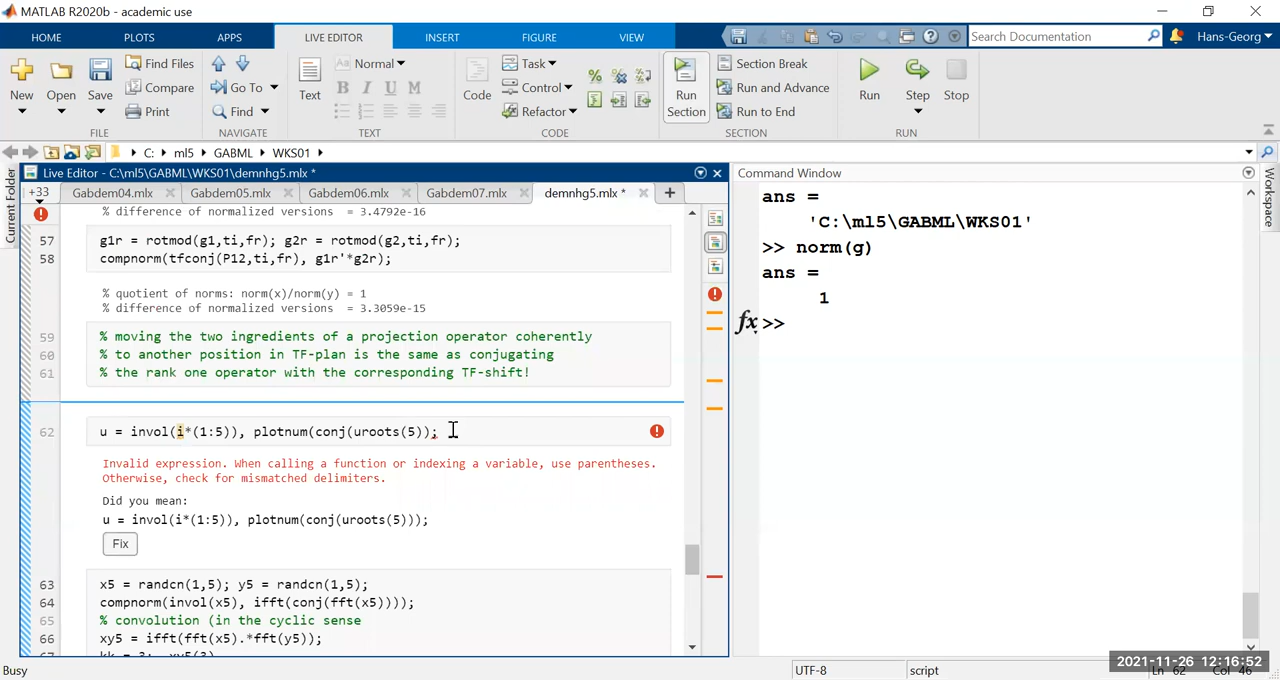 MATLAB R2020b - academic use
HOME PLOTS APPS LIVE EDITOR INSERT FIGURE VIEW Search Documentation Hans-Georg
New Open Save Find Files Compare Print FILE
Go To Find NAVIGATE
Text Aa Normal B I U M TEXT
Code Task Control Refactor CODE
Run Section Section Break Run and Advance Run to End SECTION
Run Step Stop RUN
C: ml5 GABML WKS01
Current Folder
Live Editor - C:\ml5\GABML\WKS01\demnhg5.mlx *
+33 Gabdem04.mlx Gabdem05.mlx Gabdem06.mlx Gabdem07.mlx demnhg5.mlx * +
% difference of normalized versions = 3.4792e-16
57 g1r = rotmod(g1,ti,fr); g2r = rotmod(g2,ti,fr);
58 compnorm(tfconj(P12,ti,fr), g1r'*g2r);
% quotient of norms: norm(x)/norm(y) = 1
% difference of normalized versions = 3.3059e-15
59 % moving the two ingredients of a projection operator coherently
60 % to another position in TF-plan is the same as conjugating
61 % the rank one operator with the corresponding TF-shift!
62 u = invol(i*(1:5)), plotnum(conj(uroots(5));
Invalid expression. When calling a function or indexing a variable, use parentheses.
Otherwise, check for mismatched delimiters.
Did you mean:
u = invol(i*(1:5)), plotnum(conj(uroots(5)));
Fix
63 x5 = randcn(1,5); y5 = randcn(1,5);
64 compnorm(invol(x5), ifft(conj(fft(x5))));
65 % convolution (in the cyclic sense
66 xy5 = ifft(fft(x5).*fft(y5));
67 kk = 3; xy5(3)
Command Window
ans =
'C:\ml5\GABML\WKS01'
>> norm(g)
ans =
1
fx >>
Workspace
Busy UTF-8 script Ln 62 Col 46
2021-11-26 12:16:52